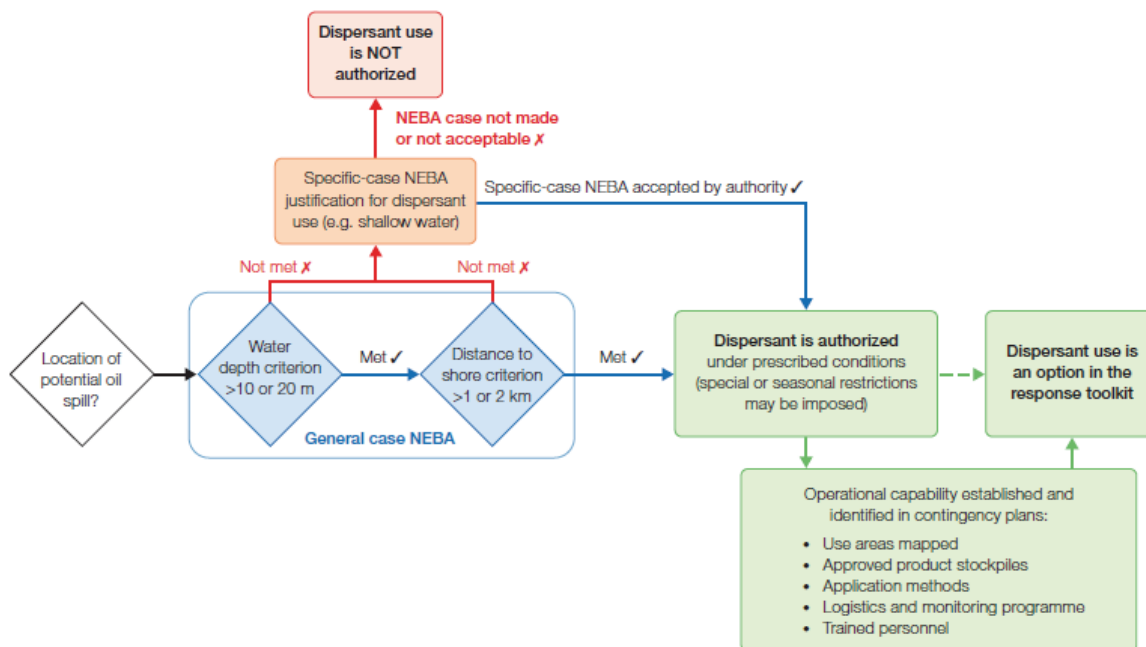 Dispersant use
is NOT
authorized
NEBA case not made
or not acceptable ✗
Specific-case NEBA
justification for dispersant
use (e.g. shallow water)
Specific-case NEBA accepted by authority ✓
Not met ✗
Not met ✗
Location of
potential oil
spill?
Water
depth criterion
>10 or 20 m
Met ✓
Distance to
shore criterion
>1 or 2 km
Met ✓
General case NEBA
Dispersant is authorized
under prescribed conditions
(special or seasonal restrictions
may be imposed)
Dispersant use is
an option in the
response toolkit
Operational capability established and
identified in contingency plans:
• Use areas mapped
• Approved product stockpiles
• Application methods
• Logistics and monitoring programme
• Trained personnel